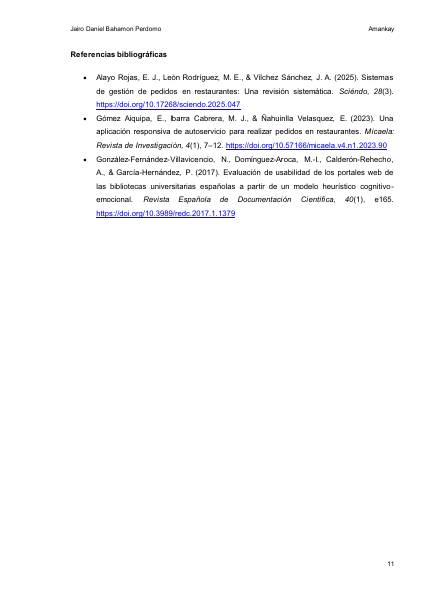 Jairo Daniel Bahamon Perdomo Amankay
Referencias bibliográficas
• Alayo Rojas, E. J., León Rodríguez, M. E., & Vílchez Sánchez, J. A. (2025). Sistemas
de gestión de pedidos en restaurantes: Una revisión sistemática. Sciéndo, 28(3).
https://doi.org/10.17268/sciendo.2025.047
• Gómez Aiquipa, E., Ibarra Cabrera, M. J., & Ñahuinlla Velasquez, E. (2023). Una
aplicación responsiva de autoservicio para realizar pedidos en restaurantes. Micaela:
Revista de Investigación, 4(1), 7–12. https://doi.org/10.57166/micaela.v4.n1.2023.90
• González-Fernández-Villavicencio, N., Domínguez-Aroca, M.-I., Calderón-Rehecho,
A., & García-Hernández, P. (2017). Evaluación de usabilidad de los portales web de
las bibliotecas universitarias españolas a partir de un modelo heurístico cognitivo-
emocional. Revista Española de Documentación Científica, 40(1), e165.
https://doi.org/10.3989/redc.2017.1.1379
11